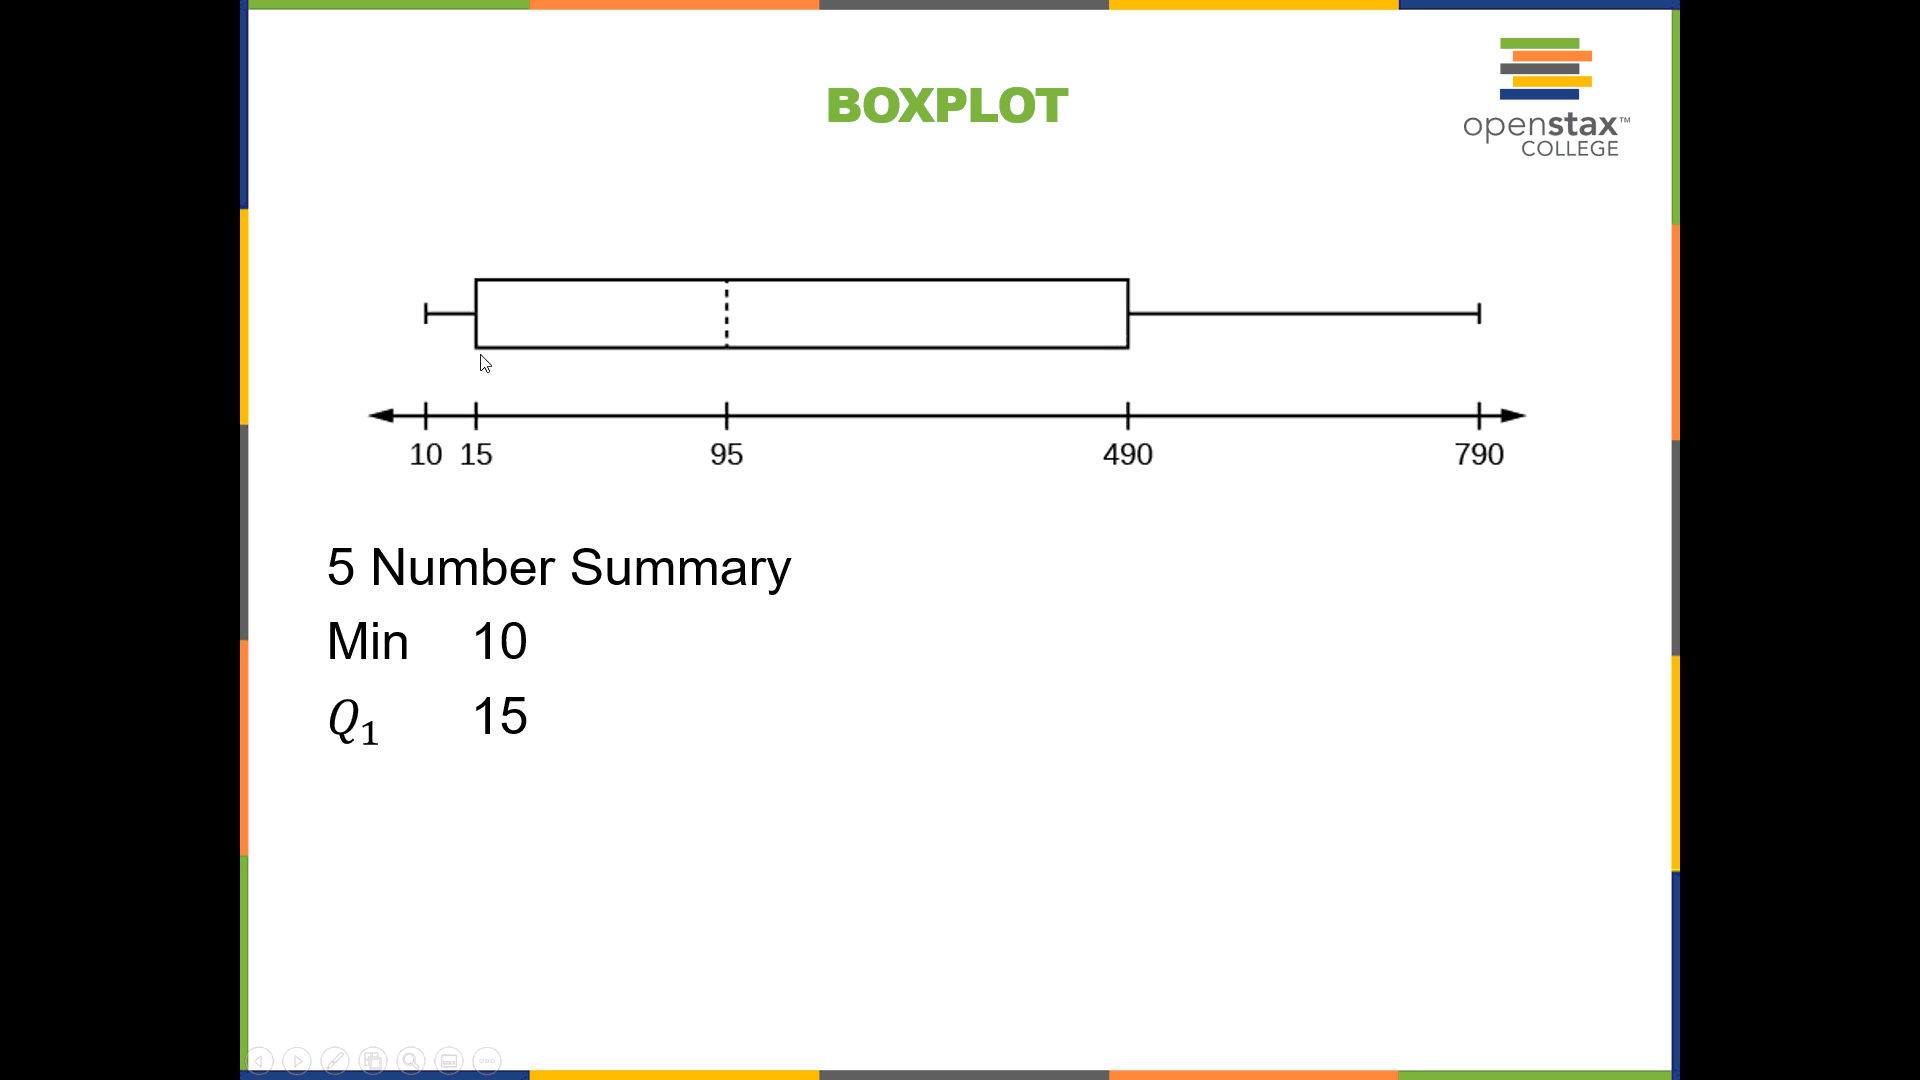 BOXPLOT
openstax™
COLLEGE
10 15 95 490 790
5 Number Summary
Min 10
Q₁ 15